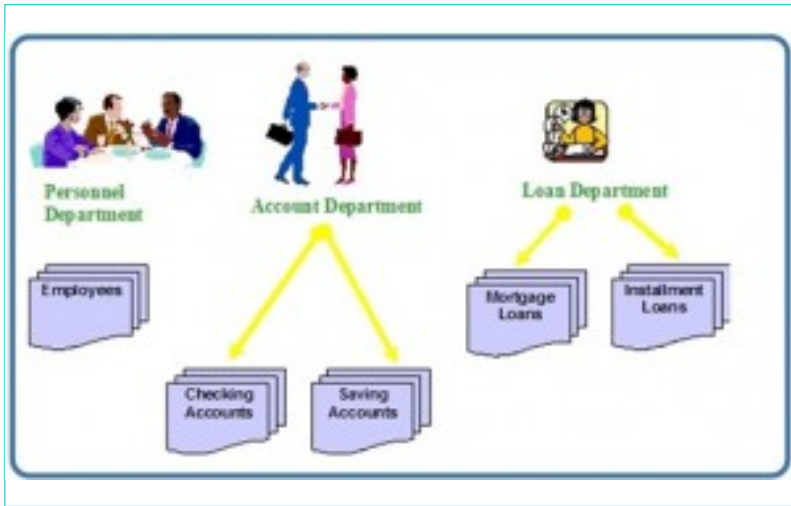 Personnel
Department
Account Department
Loan Department
Employees
Mortgage
Loans
Installment
Loans
Checking
Accounts
Saving
Accounts